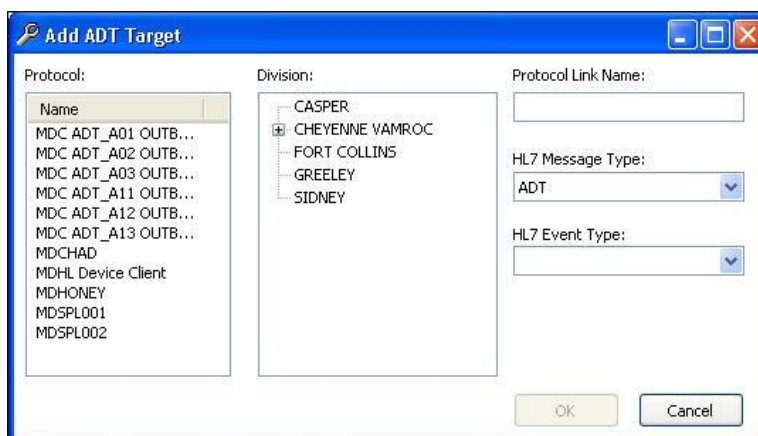 Add ADT Target
Protocol:
Name
MDC ADT_A01 OUTB...
MDC ADT_A02 OUTB...
MDC ADT_A03 OUTB...
MDC ADT_A11 OUTB...
MDC ADT_A12 OUTB...
MDC ADT_A13 OUTB...
MDCHAD
MDHL Device Client
MDHONEY
MDSPL001
MDSPL002
Division:
CASPER
CHEYENNE VAMROC
FORT COLLINS
GREELEY
SIDNEY
Protocol Link Name:
HL7 Message Type:
ADT
HL7 Event Type:
OK
Cancel